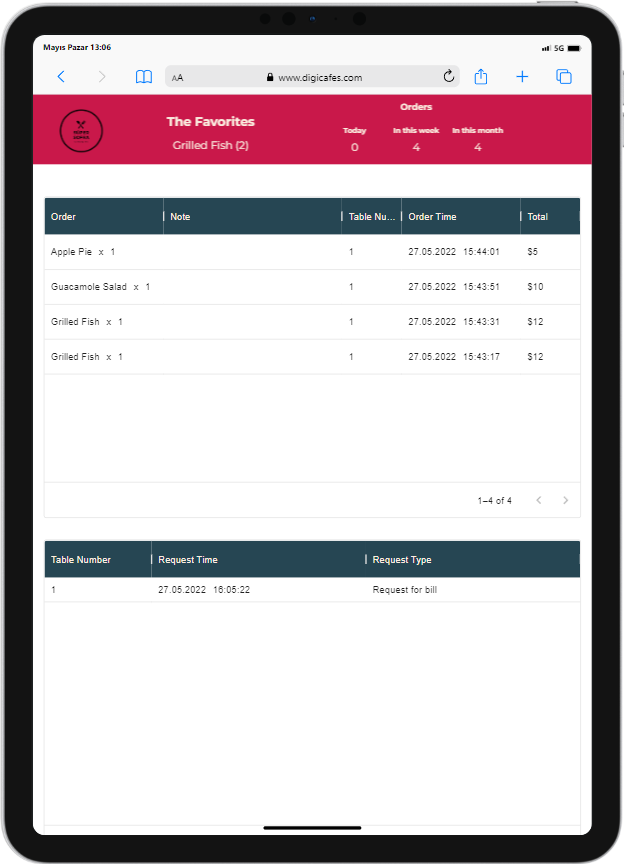 Mayıs Pazar 13:06
5G
AA
www.digicafes.com
The Favorites
Grilled Fish (2)
Orders
Today In this week In this month
0 4 4
Order Note Table Nu... Order Time Total
Apple Pie x 1 1 27.05.2022 15:44:01 $5
Guacamole Salad x 1 1 27.05.2022 15:43:51 $10
Grilled Fish x 1 1 27.05.2022 15:43:31 $12
Grilled Fish x 1 1 27.05.2022 15:43:17 $12
1–4 of 4
Table Number Request Time Request Type
1 27.05.2022 16:05:22 Request for bill